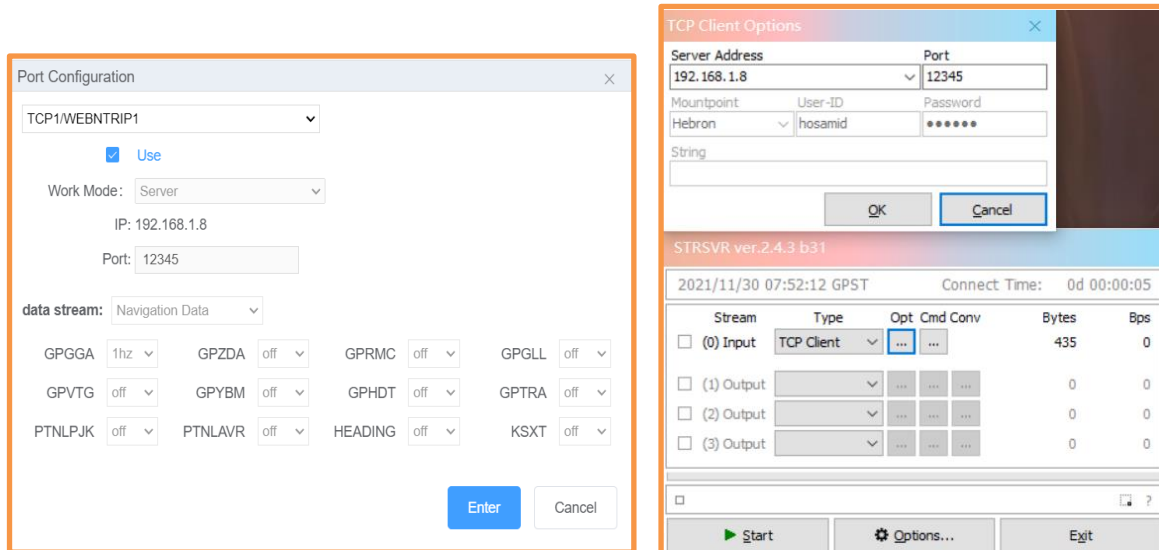 Port Configuration
TCP1/WEBNTRIP1
Use
Work Mode: Server
IP: 192.168.1.8
Port: 12345
data stream: Navigation Data
GPGGA 1hz GPZDA off GPRMC off GPGLL off
GPVTG off GPYBM off GPHDT off GPTRA off
PTNLPJK off PTNLAVR off HEADING off KSXT off
Enter Cancel
TCP Client Options
Server Address Port
192.168.1.8 12345
Mountpoint User-ID Password
Hebron hosamid ●●●●●●
String
OK Cancel
STRSVR ver.2.4.3 b31
2021/11/30 07:52:12 GPST Connect Time: 0d 00:00:05
Stream Type Opt Cmd Conv Bytes Bps
(0) Input TCP Client ... ... 435 0
(1) Output ... ... ... 0 0
(2) Output ... ... ... 0 0
(3) Output ... ... ... 0 0
?
Start Options... Exit